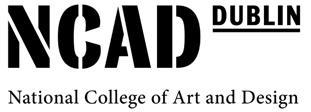 NCAD DUBLIN
National College of Art and Design